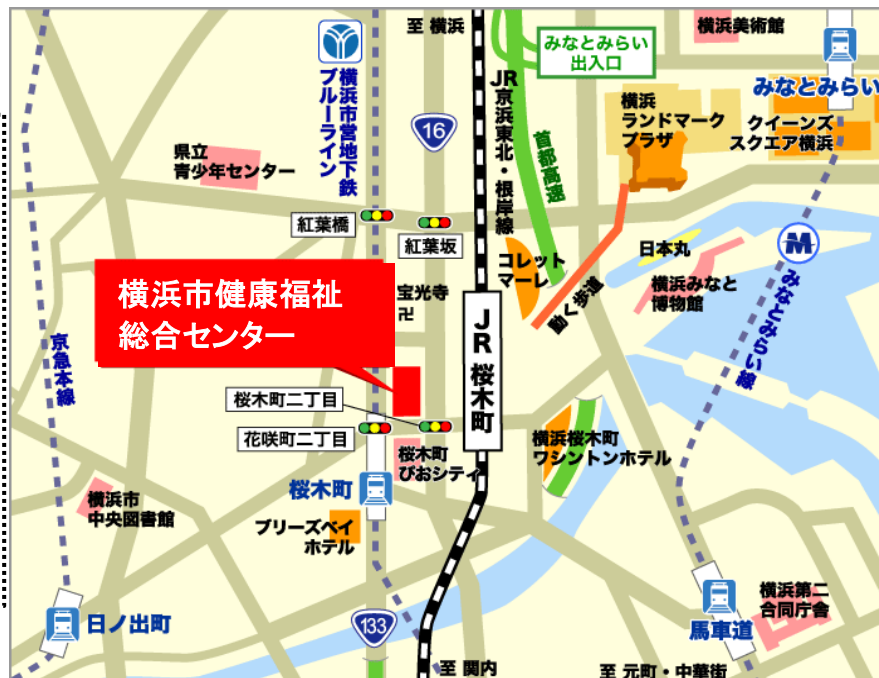 至 横浜
横浜美術館
みなとみらい
出入口
横浜市営地下鉄
ブルーライン
16
JR
京浜東北・根岸線
首都高速
横浜
ランドマーク
プラザ
みなとみらい
クイーンズ
スクエア横浜
県立
青少年センター
紅葉橋
紅葉坂
コレット
マーレ
動く歩道
日本丸
横浜みなと
博物館
M
みなとみらい線
横浜市健康福祉
総合センター
宝光寺
卍
JR 桜木町
京急本線
桜木町二丁目
花咲町二丁目
桜木町
ぴおシティ
横浜桜木町
ワシントンホテル
桜木町
ブリーズベイ
ホテル
横浜市
中央図書館
日ノ出町
133
馬車道
横浜第二
合同庁舎
至 関内
至 元町・中華街